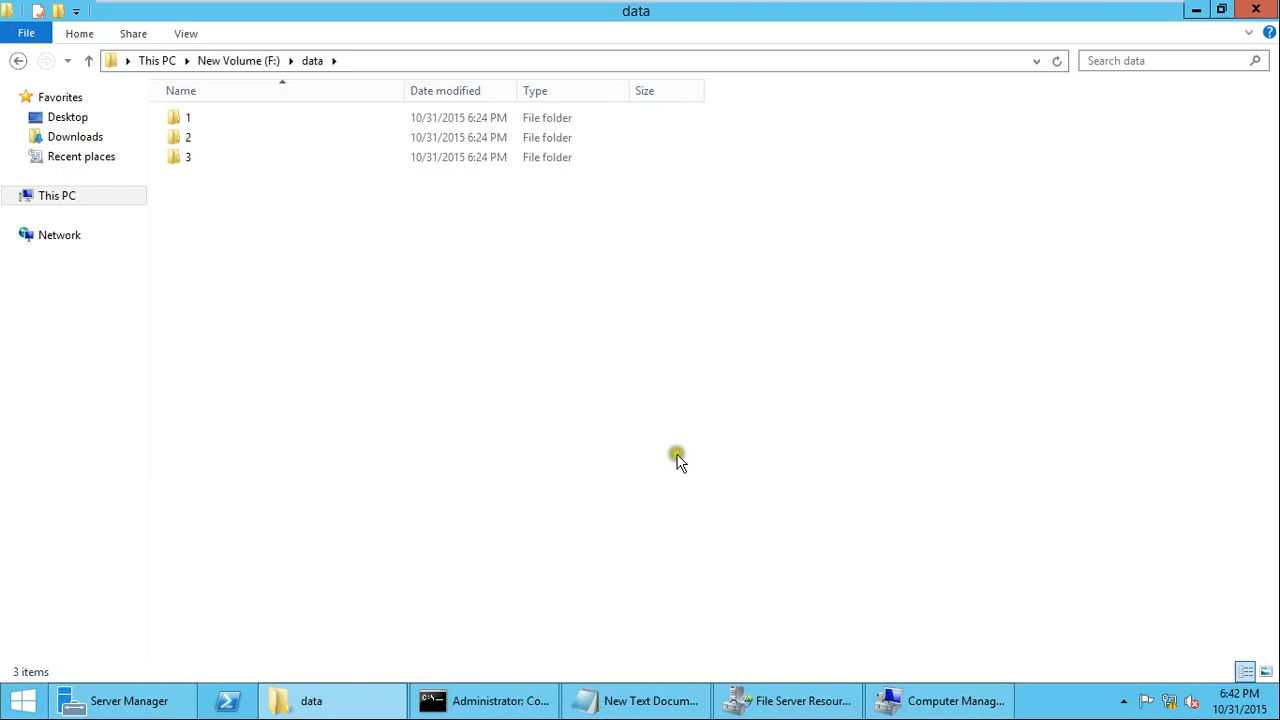 data
File
Home
Share
View
This PC
New Volume (F:)
data
Search data
Name
Date modified
Type
Size
Favorites
Desktop
Downloads
Recent places
This PC
Network
1
10/31/2015 6:24 PM
File folder
2
10/31/2015 6:24 PM
File folder
3
10/31/2015 6:24 PM
File folder
3 items
Server Manager
data
Administrator: Co...
New Text Docum...
File Server Resour...
Computer Manag...
6:42 PM
10/31/2015